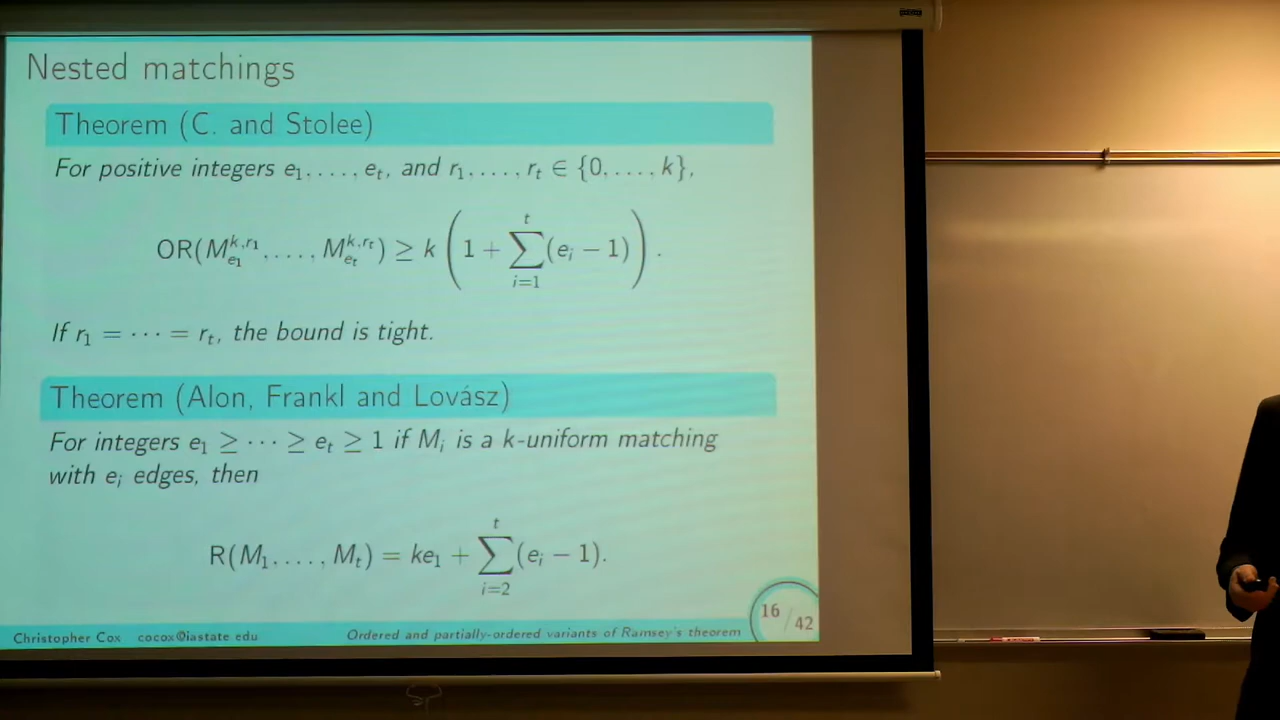 Nested matchings
Theorem (C. and Stolee)
For positive integers e₁, . . . , eₜ, and r₁, . . . , rₜ ∈ {0, . . . , k},
OR(M_{e₁}^{k,r₁}, . . . , M_{eₜ}^{k,rₜ}) ≥ k (1 + ∑_{i=1}^{t} (eᵢ − 1)) .
If r₁ = · · · = rₜ, the bound is tight.
Theorem (Alon, Frankl and Lovász)
For integers e₁ ≥ · · · ≥ eₜ ≥ 1 if Mᵢ is a k-uniform matching
with eᵢ edges, then
R(M₁, . . . , Mₜ) = ke₁ + ∑_{i=2}^{t} (eᵢ − 1).
Christopher Cox cocox@iastate.edu Ordered and partially-ordered variants of Ramsey's theorem 16 / 42